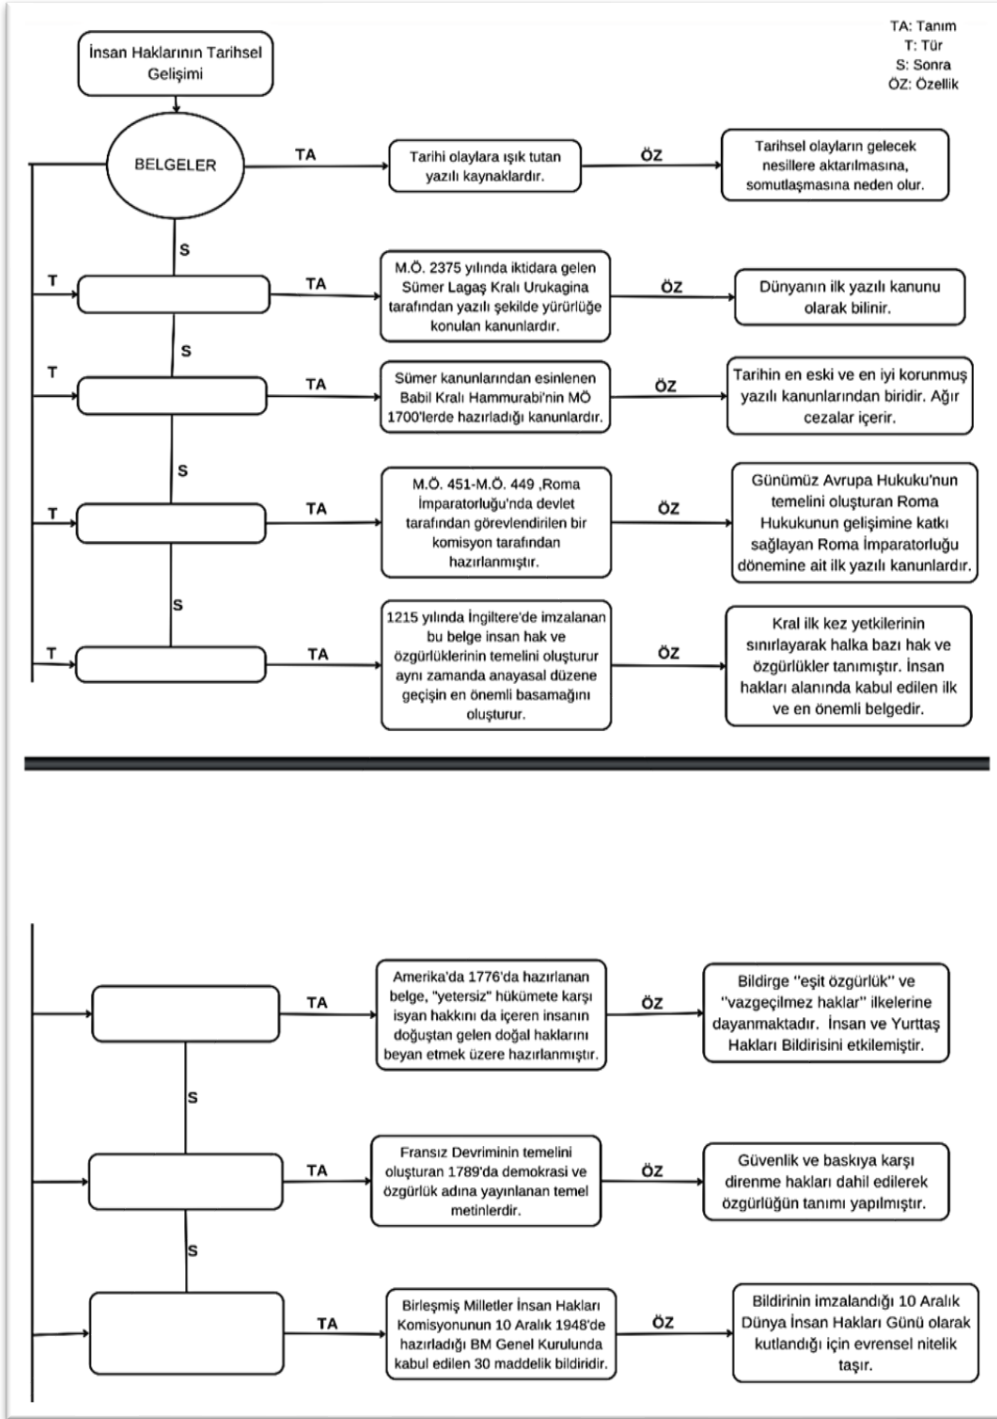 TA: Tanım
T: Tür
S: Sonra
ÖZ: Özellik
İnsan Haklarının Tarihsel
Gelişimi
BELGELER
TA
Tarihi olaylara ışık tutan
yazılı kaynaklardır.
ÖZ
Tarihsel olayların gelecek
nesillere aktarılmasına,
somutlaşmasına neden olur.
S
T
TA
M.Ö. 2375 yılında iktidara gelen
Sümer Lagaş Kralı Urukagina
tarafından yazılı şekilde yürürlüğe
konulan kanunlardır.
ÖZ
Dünyanın ilk yazılı kanunu
olarak bilinir.
S
T
TA
Sümer kanunlarından esinlenen
Babil Kralı Hammurabi'nin MÖ
1700'lerde hazırladığı kanunlardır.
ÖZ
Tarihin en eski ve en iyi korunmuş
yazılı kanunlarından biridir. Ağır
cezalar içerir.
S
T
TA
M.Ö. 451-M.Ö. 449 ,Roma
İmparatorluğu'nda devlet
tarafından görevlendirilen bir
komisyon tarafından
hazırlanmıştır.
ÖZ
Günümüz Avrupa Hukuku'nun
temelini oluşturan Roma
Hukukunun gelişimine katkı
sağlayan Roma İmparatorluğu
dönemine ait ilk yazılı kanunlardır.
S
T
TA
1215 yılında İngiltere'de imzalanan
bu belge insan hak ve
özgürlüklerinin temelini oluşturur
aynı zamanda anayasal düzene
geçişin en önemli basamağını
oluşturur.
ÖZ
Kral ilk kez yetkilerinin
sınırlayarak halka bazı hak ve
özgürlükler tanımıştır. İnsan
hakları alanında kabul edilen ilk
ve en önemli belgedir.
TA
Amerika'da 1776'da hazırlanan
belge, "yetersiz" hükümete karşı
isyan hakkını da içeren insanın
doğuştan gelen doğal haklarını
beyan etmek üzere hazırlanmıştır.
ÖZ
Bildirge "eşit özgürlük" ve
"vazgeçilmez haklar" ilkelerine
dayanmaktadır. İnsan ve Yurttaş
Hakları Bildirisini etkilemiştir.
S
TA
Fransız Devriminin temelini
oluşturan 1789'da demokrasi ve
özgürlük adına yayınlanan temel
metinlerdir.
ÖZ
Güvenlik ve baskıya karşı
direnme hakları dahil edilerek
özgürlüğün tanımı yapılmıştır.
S
TA
Birleşmiş Milletler İnsan Hakları
Komisyonunun 10 Aralık 1948'de
hazırladığı BM Genel Kurulunda
kabul edilen 30 maddelik bildiridir.
ÖZ
Bildirinin imzalandığı 10 Aralık
Dünya İnsan Hakları Günü olarak
kutlandığı için evrensel nitelik
taşır.